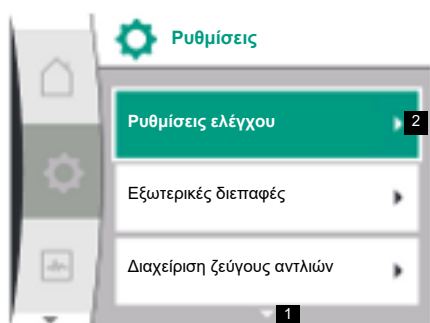 Ρυθμίσεις
Ρυθμίσεις ελέγχου
2
Εξωτερικές διεπαφές
Διαχείριση ζεύγους αντλιών
1